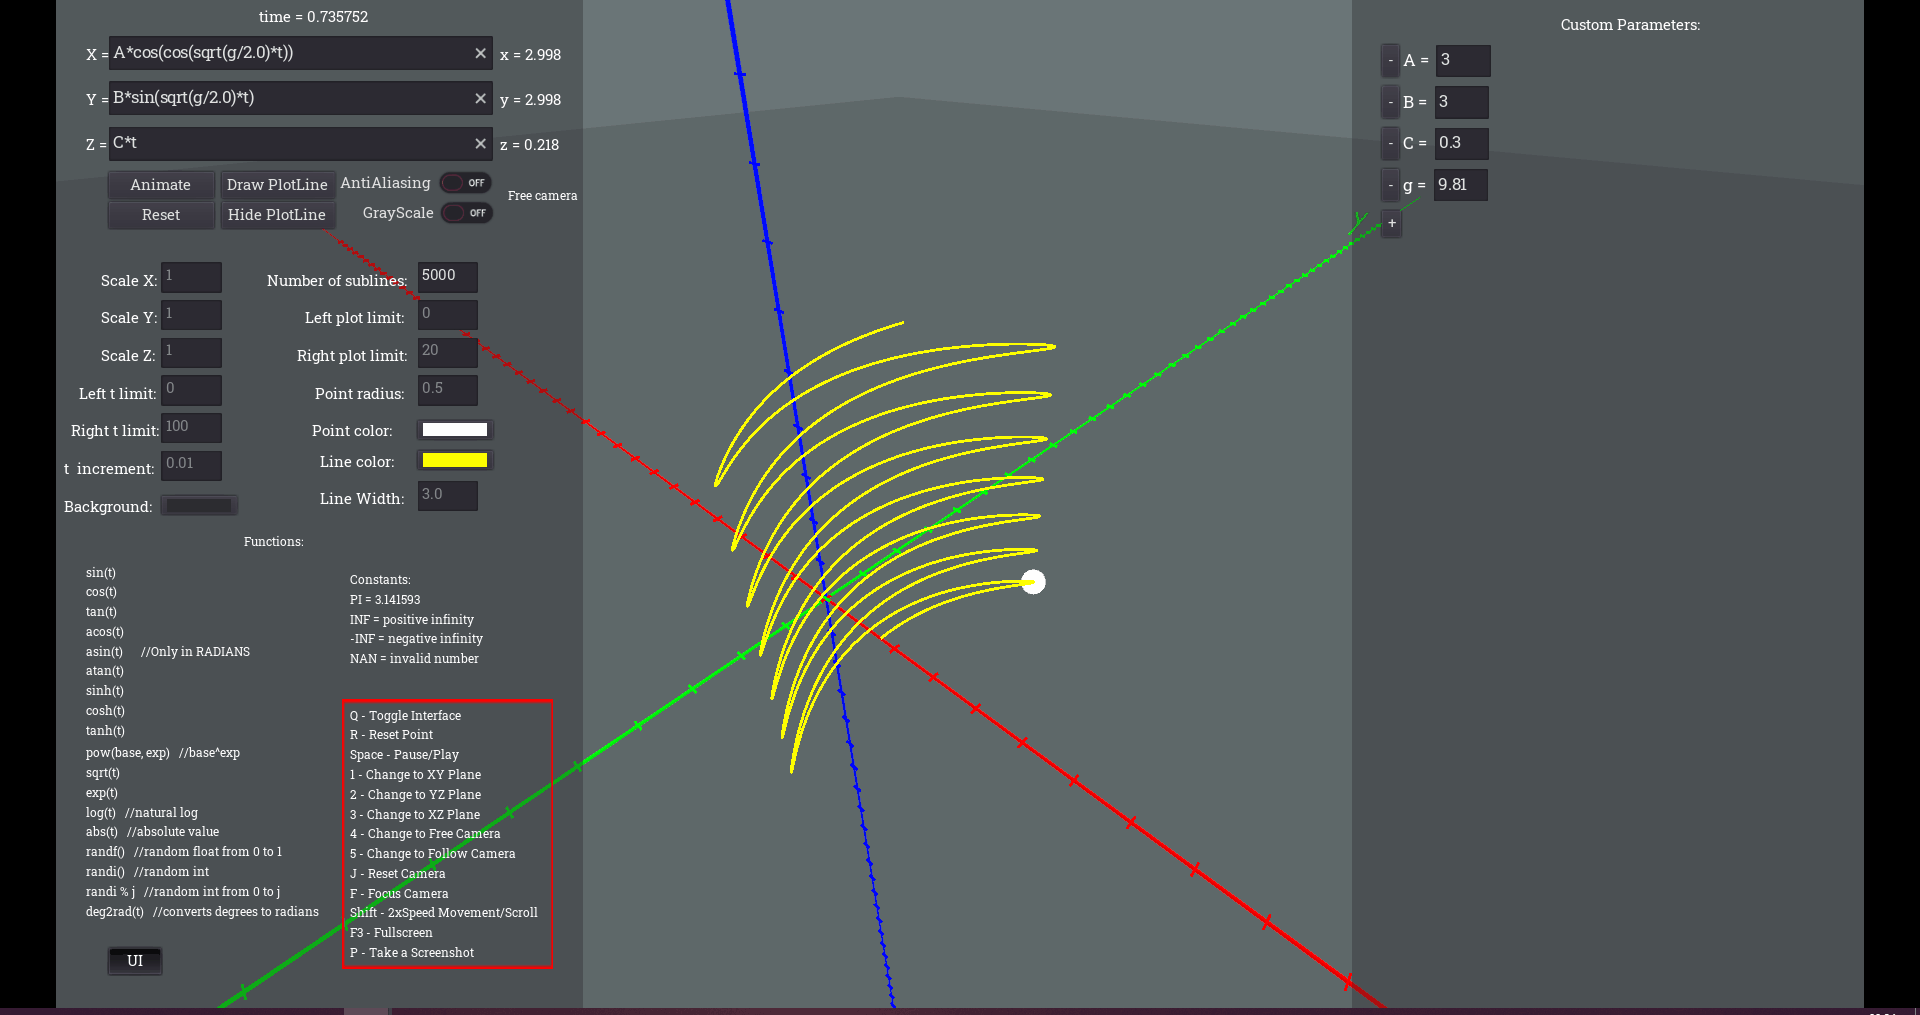 time = 0.735752
X = A*cos(cos(sqrt(g/2.0)*t)) × x = 2.998
Y = B*sin(sqrt(g/2.0)*t) × y = 2.998
Z = C*t × z = 0.218
Animate Draw PlotLine AntiAliasing OFF Free camera
Reset Hide PlotLine GrayScale OFF
Scale X: 1
Scale Y: 1
Scale Z: 1
Left t limit: 0
Right t limit: 100
t increment: 0.01
Background:
Number of sublines: 5000
Left plot limit: 0
Right plot limit: 20
Point radius: 0.5
Point color:
Line color:
Line Width: 3.0
Functions:
sin(t)
cos(t)
tan(t)
acos(t)
asin(t) //Only in RADIANS
atan(t)
sinh(t)
cosh(t)
tanh(t)
pow(base, exp) //base^exp
sqrt(t)
exp(t)
log(t) //natural log
abs(t) //absolute value
randf() //random float from 0 to 1
randi() //random int
randi % j //random int from 0 to j
deg2rad(t) //converts degrees to radians
UI
Constants:
PI = 3.141593
INF = positive infinity
-INF = negative infinity
NAN = invalid number
Q - Toggle Interface
R - Reset Point
Space - Pause/Play
1 - Change to XY Plane
2 - Change to YZ Plane
3 - Change to XZ Plane
4 - Change to Free Camera
5 - Change to Follow Camera
J - Reset Camera
F - Focus Camera
Shift - 2xSpeed Movement/Scroll
F3 - Fullscreen
P - Take a Screenshot
y
Custom Parameters:
- A = 3
- B = 3
- C = 0.3
- g = 9.81
+